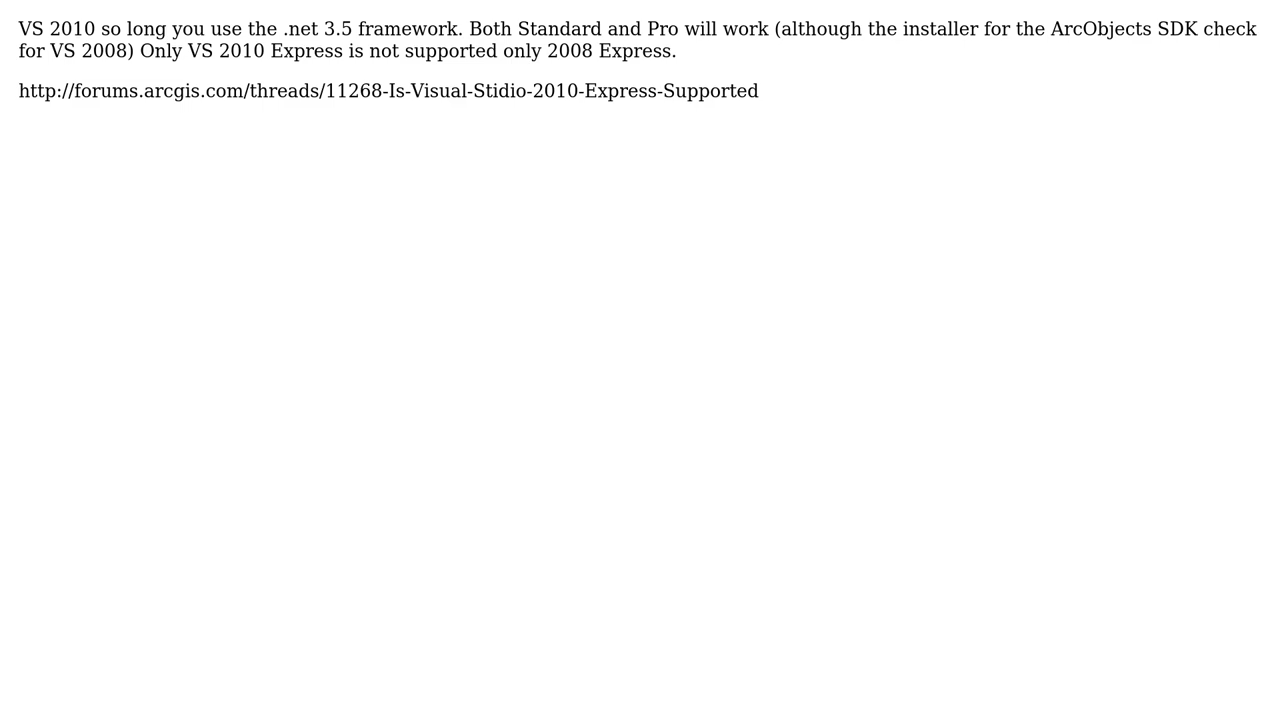 VS 2010 so long you use the .net 3.5 framework. Both Standard and Pro will work (although the installer for the ArcObjects SDK check
for VS 2008) Only VS 2010 Express is not supported only 2008 Express.
http://forums.arcgis.com/threads/11268-Is-Visual-Stidio-2010-Express-Supported